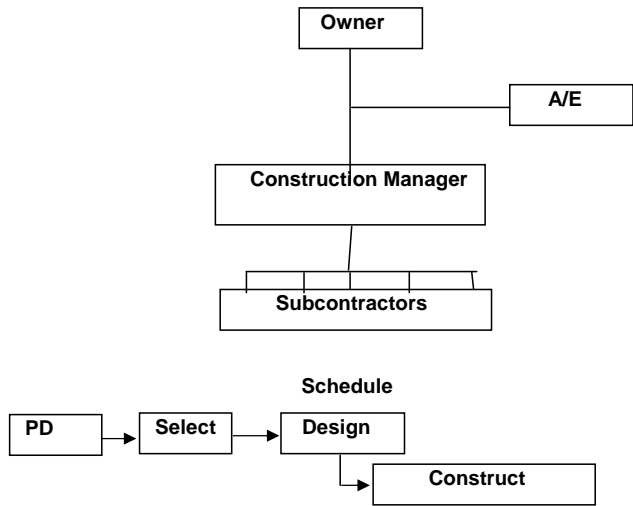 Owner
A/E
Construction Manager
Subcontractors
Schedule
PD
Select
Design
Construct